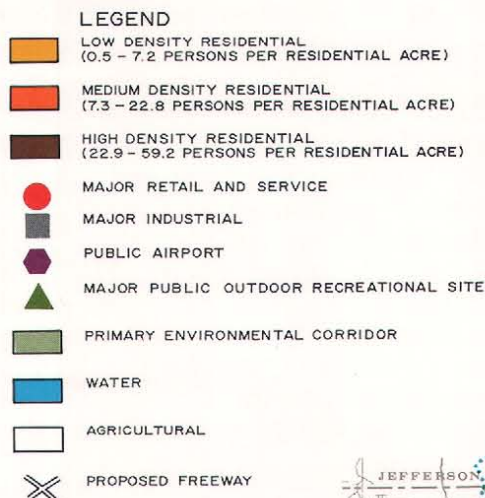 LEGEND
LOW DENSITY RESIDENTIAL
(0.5 - 7.2 PERSONS PER RESIDENTIAL ACRE)
MEDIUM DENSITY RESIDENTIAL
(7.3 - 22.8 PERSONS PER RESIDENTIAL ACRE)
HIGH DENSITY RESIDENTIAL
(22.9 - 59.2 PERSONS PER RESIDENTIAL ACRE)
MAJOR RETAIL AND SERVICE
MAJOR INDUSTRIAL
PUBLIC AIRPORT
MAJOR PUBLIC OUTDOOR RECREATIONAL SITE
PRIMARY ENVIRONMENTAL CORRIDOR
WATER
AGRICULTURAL
PROPOSED FREEWAY
JEFFERSON